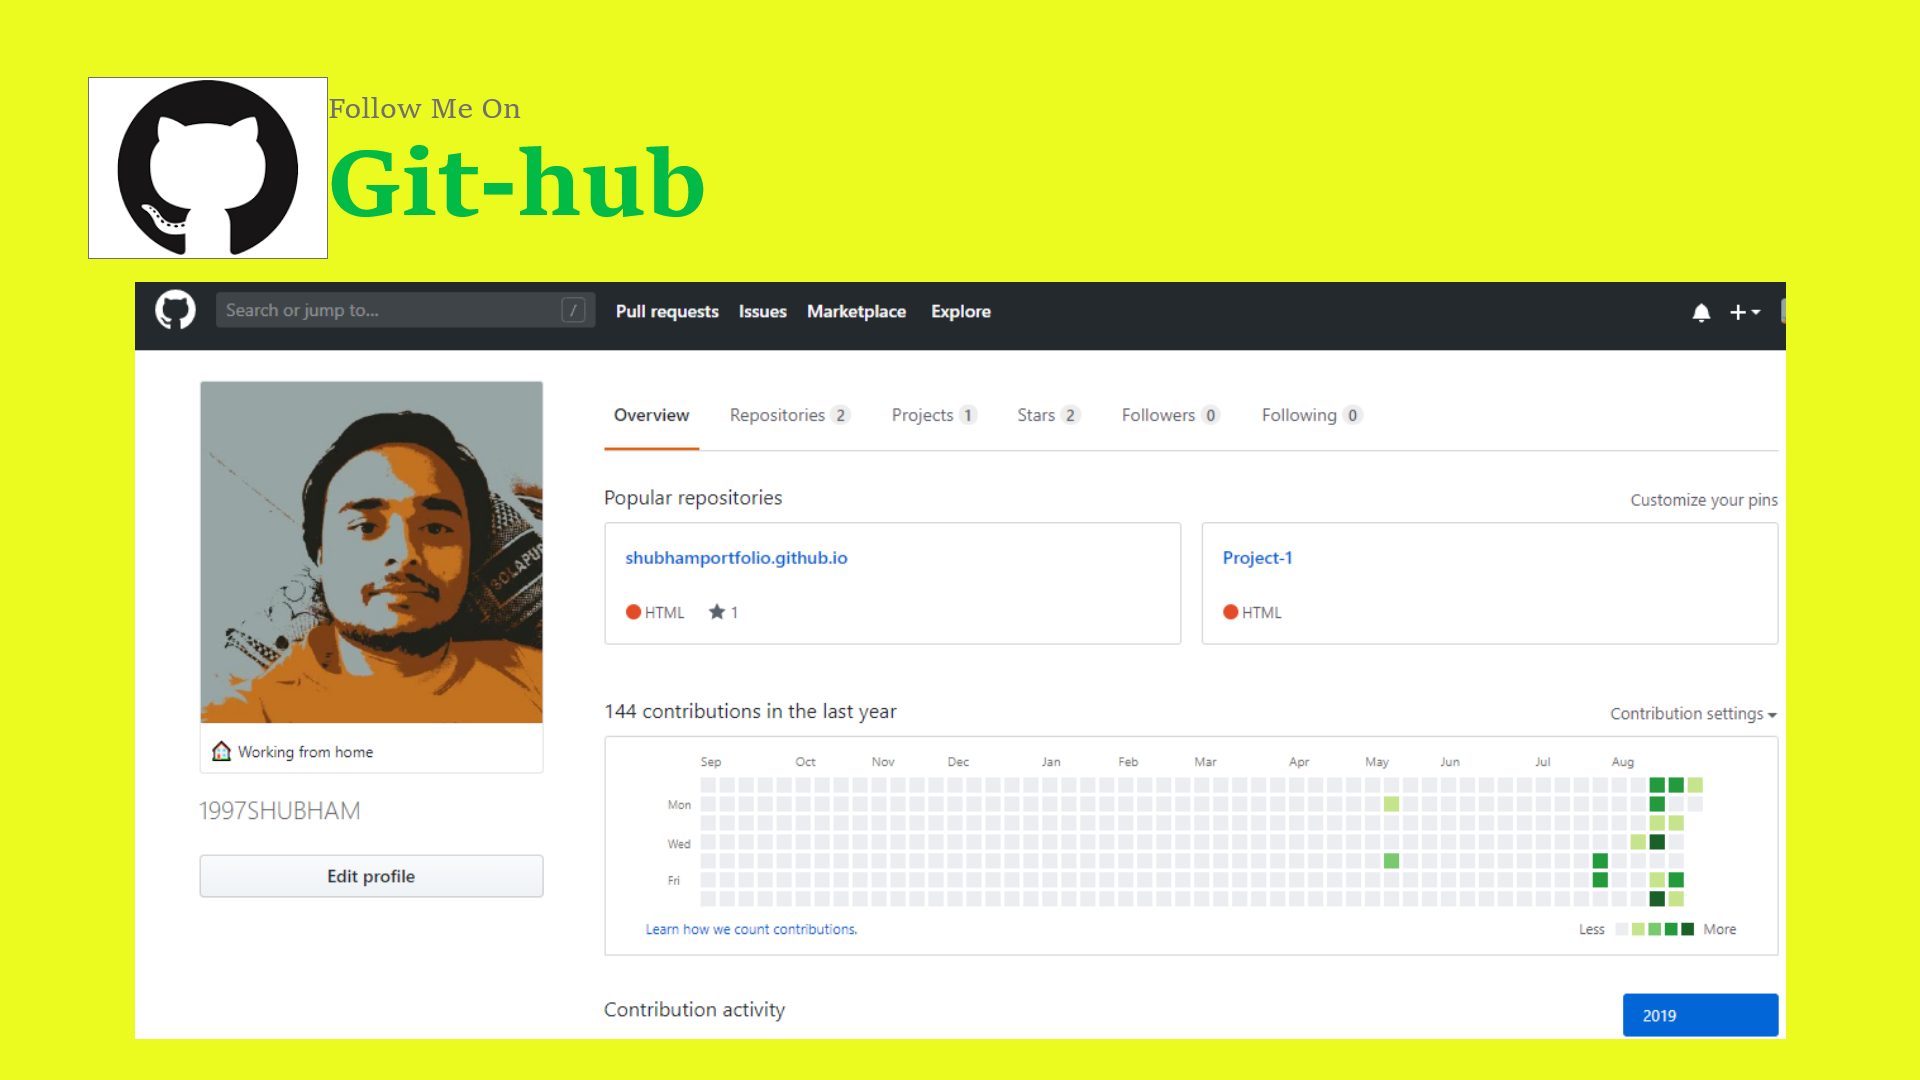 Follow Me On
Git-hub
Search or jump to... /
Pull requests Issues Marketplace Explore
Overview Repositories 2 Projects 1 Stars 2 Followers 0 Following 0
Popular repositories
Customize your pins
shubhamportfolio.github.io
HTML 1
Project-1
HTML
SOLAPUR
Working from home
1997SHUBHAM
Edit profile
144 contributions in the last year
Contribution settings
Sep Oct Nov Dec Jan Feb Mar Apr May Jun Jul Aug
Mon
Wed
Fri
Learn how we count contributions.
Less More
Contribution activity
2019